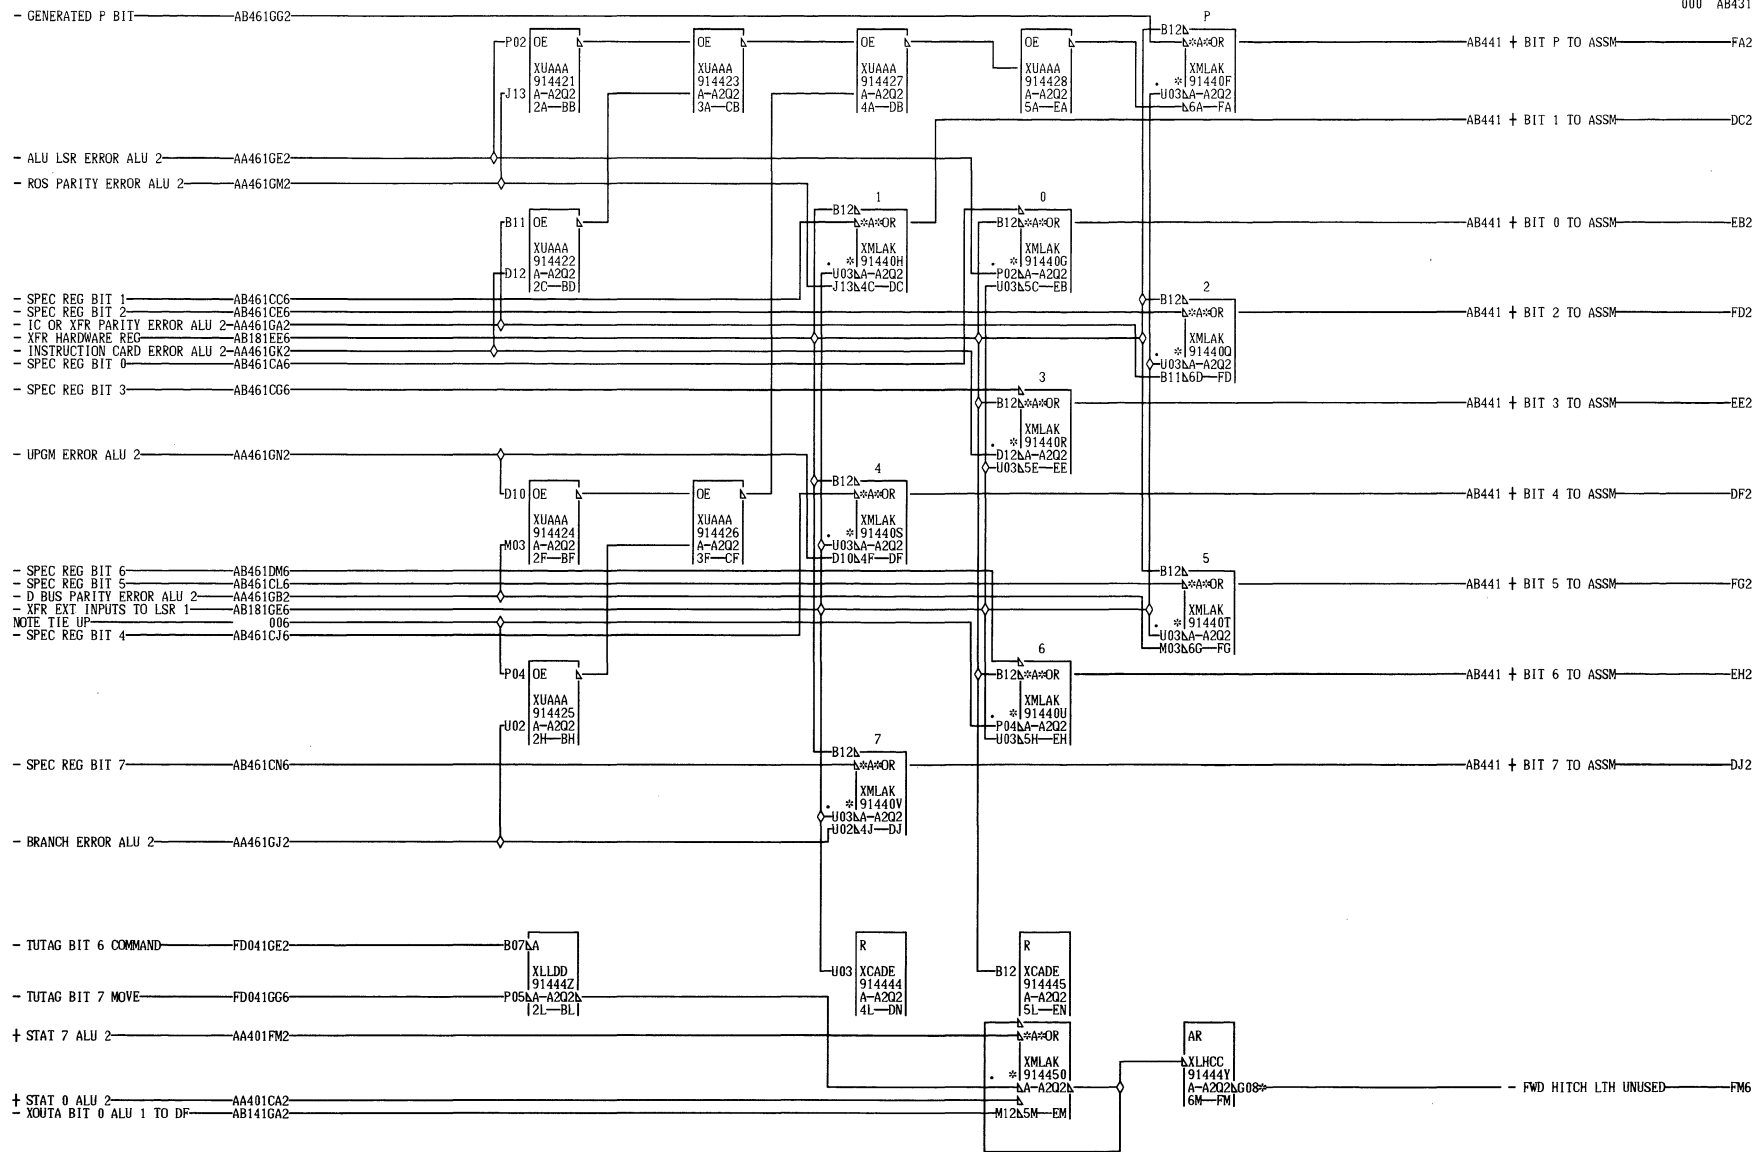 000 AB431
- GENERATED P BIT AB461GG2
P
B12
P02 OE OE OE OE *A*OR AB441 + BIT P TO ASSM FA2
XUAAA XUAAA XUAAA XUAAA XMLAK
914421 914423 914427 914428 . * 91440F
J13 A-A2Q2 A-A2Q2 A-A2Q2 A-A2Q2 U03 A-A2Q2
2A—BB 3A—CB 4A—DB 5A—EA 6A—FA
AB441 + BIT 1 TO ASSM DC2
- ALU LSR ERROR ALU 2 AA461GE2
- ROS PARITY ERROR ALU 2 AA461GM2
1 0
B12
B11 OE *A*OR B12 *A*OR AB441 + BIT 0 TO ASSM EB2
XUAAA XMLAK XMLAK
914422 . * 91440H . * 91440G
D12 A-A2Q2 U03 A-A2Q2 P02 A-A2Q2
2C—BD J13 4C—DC U03 5C—EB
2
- SPEC REG BIT 1 AB461CC6 B12
- SPEC REG BIT 2 AB461CE6 *A*OR AB441 + BIT 2 TO ASSM FD2
- IC OR XFR PARITY ERROR ALU 2 AA461GA2
- XFR HARDWARE REG AB181EE6 XMLAK
- INSTRUCTION CARD ERROR ALU 2 AA461GK2 . * 91440Q
- SPEC REG BIT 0 AB461CA6 U03 A-A2Q2
B11 6D—FD
3
- SPEC REG BIT 3 AB461CG6
B12 *A*OR AB441 + BIT 3 TO ASSM EE2
XMLAK
. * 91440R
- UPGM ERROR ALU 2 AA461GN2 D12 A-A2Q2
U03 5E—EE
4
B12
D10 OE OE *A*OR AB441 + BIT 4 TO ASSM DF2
XUAAA XUAAA XMLAK
914424 914426 . * 91440S
M03 A-A2Q2 A-A2Q2 U03 A-A2Q2
2F—BF 3F—CF D10 4F—DF
5
- SPEC REG BIT 6 AB461DM6 B12
- SPEC REG BIT 5 AB461CL6 *A*OR AB441 + BIT 5 TO ASSM FG2
- D BUS PARITY ERROR ALU 2 AA461GB2
- XFR EXT INPUTS TO LSR 1 AB181GE6 XMLAK
NOTE TIE UP 006 . * 91440T
- SPEC REG BIT 4 AB461CJ6 U03 A-A2Q2
M03 6G—FG
6
P04 OE B12 *A*OR AB441 + BIT 6 TO ASSM EH2
XUAAA XMLAK
914425 . * 91440U
U02 A-A2Q2 P04 A-A2Q2
2H—BH U03 5H—EH
7
B12
- SPEC REG BIT 7 AB461CN6 *A*OR AB441 + BIT 7 TO ASSM DJ2
XMLAK
. * 91440V
U03 A-A2Q2
U02 4J—DJ
- BRANCH ERROR ALU 2 AA461GJ2
- TUTAG BIT 6 COMMAND FD041GE2 B07 A R R
XLLDD U03 XCADE B12 XCADE
91444Z 914444 914445
- TUTAG BIT 7 MOVE FD041GG6 P05 A-A2Q2 A-A2Q2 A-A2Q2
2L—BL 4L—DN 5L—EN
+ STAT 7 ALU 2 AA401FM2 *A*OR AR
XMLAK XLHCC
. * 914450 91444Y
A-A2Q2 A-A2Q2 G08* - FWD HITCH LTH UNUSED FM6
+ STAT 0 ALU 2 AA401CA2 6M—FM
- XOUTA BIT 0 ALU 1 TO DF AB141GA2 M12 5M—EM